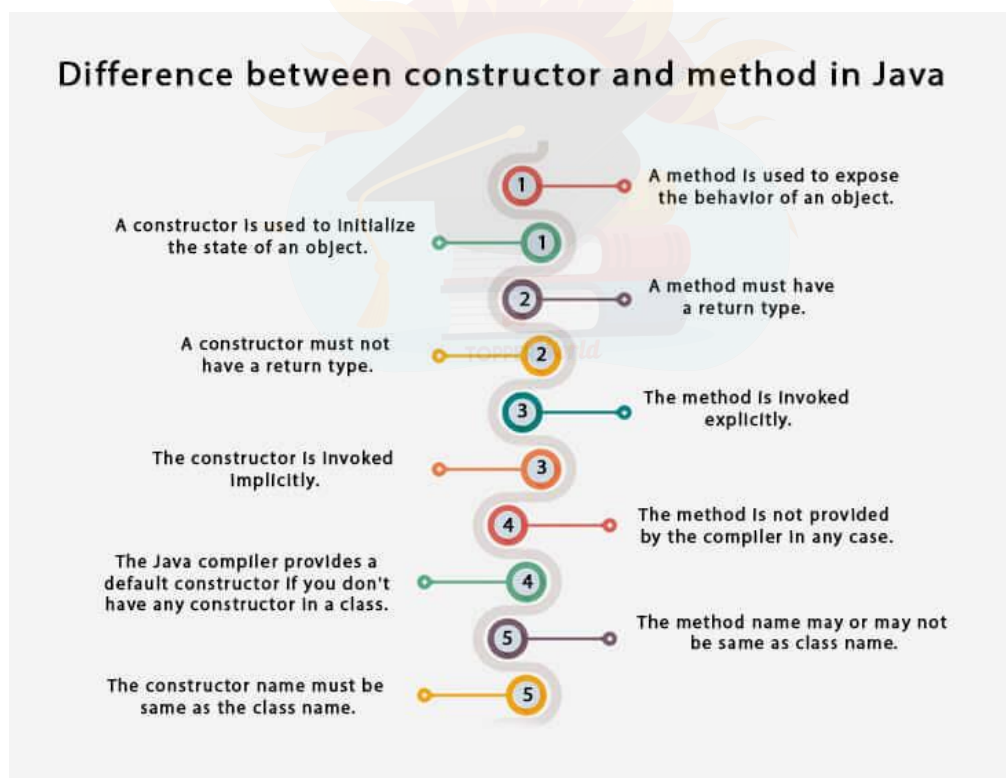 Difference between constructor and method in Java
1
A method is used to expose
the behavior of an object.
A constructor is used to initialize
the state of an object.
1
2
A method must have
a return type.
A constructor must not
have a return type.
2
3
The method is invoked
explicitly.
The constructor is invoked
implicitly.
3
4
The method is not provided
by the compiler in any case.
The Java compiler provides a
default constructor if you don't
have any constructor in a class.
4
5
The method name may or may not
be same as class name.
The constructor name must be
same as the class name.
5